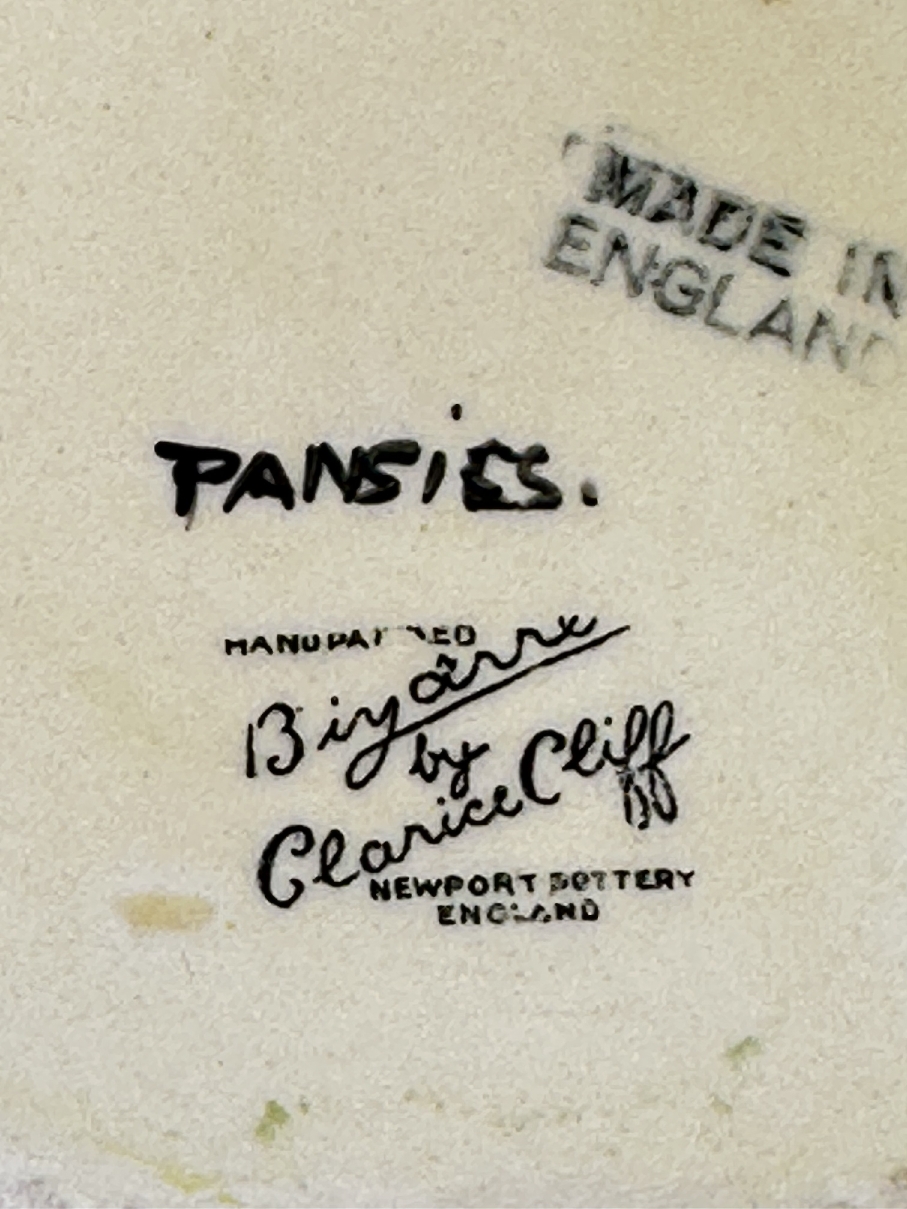 MADE IN
ENGLAND
PANSIES.
Bizarre
by
Clarice Cliff
NEWPORT POTTERY
ENGLAND